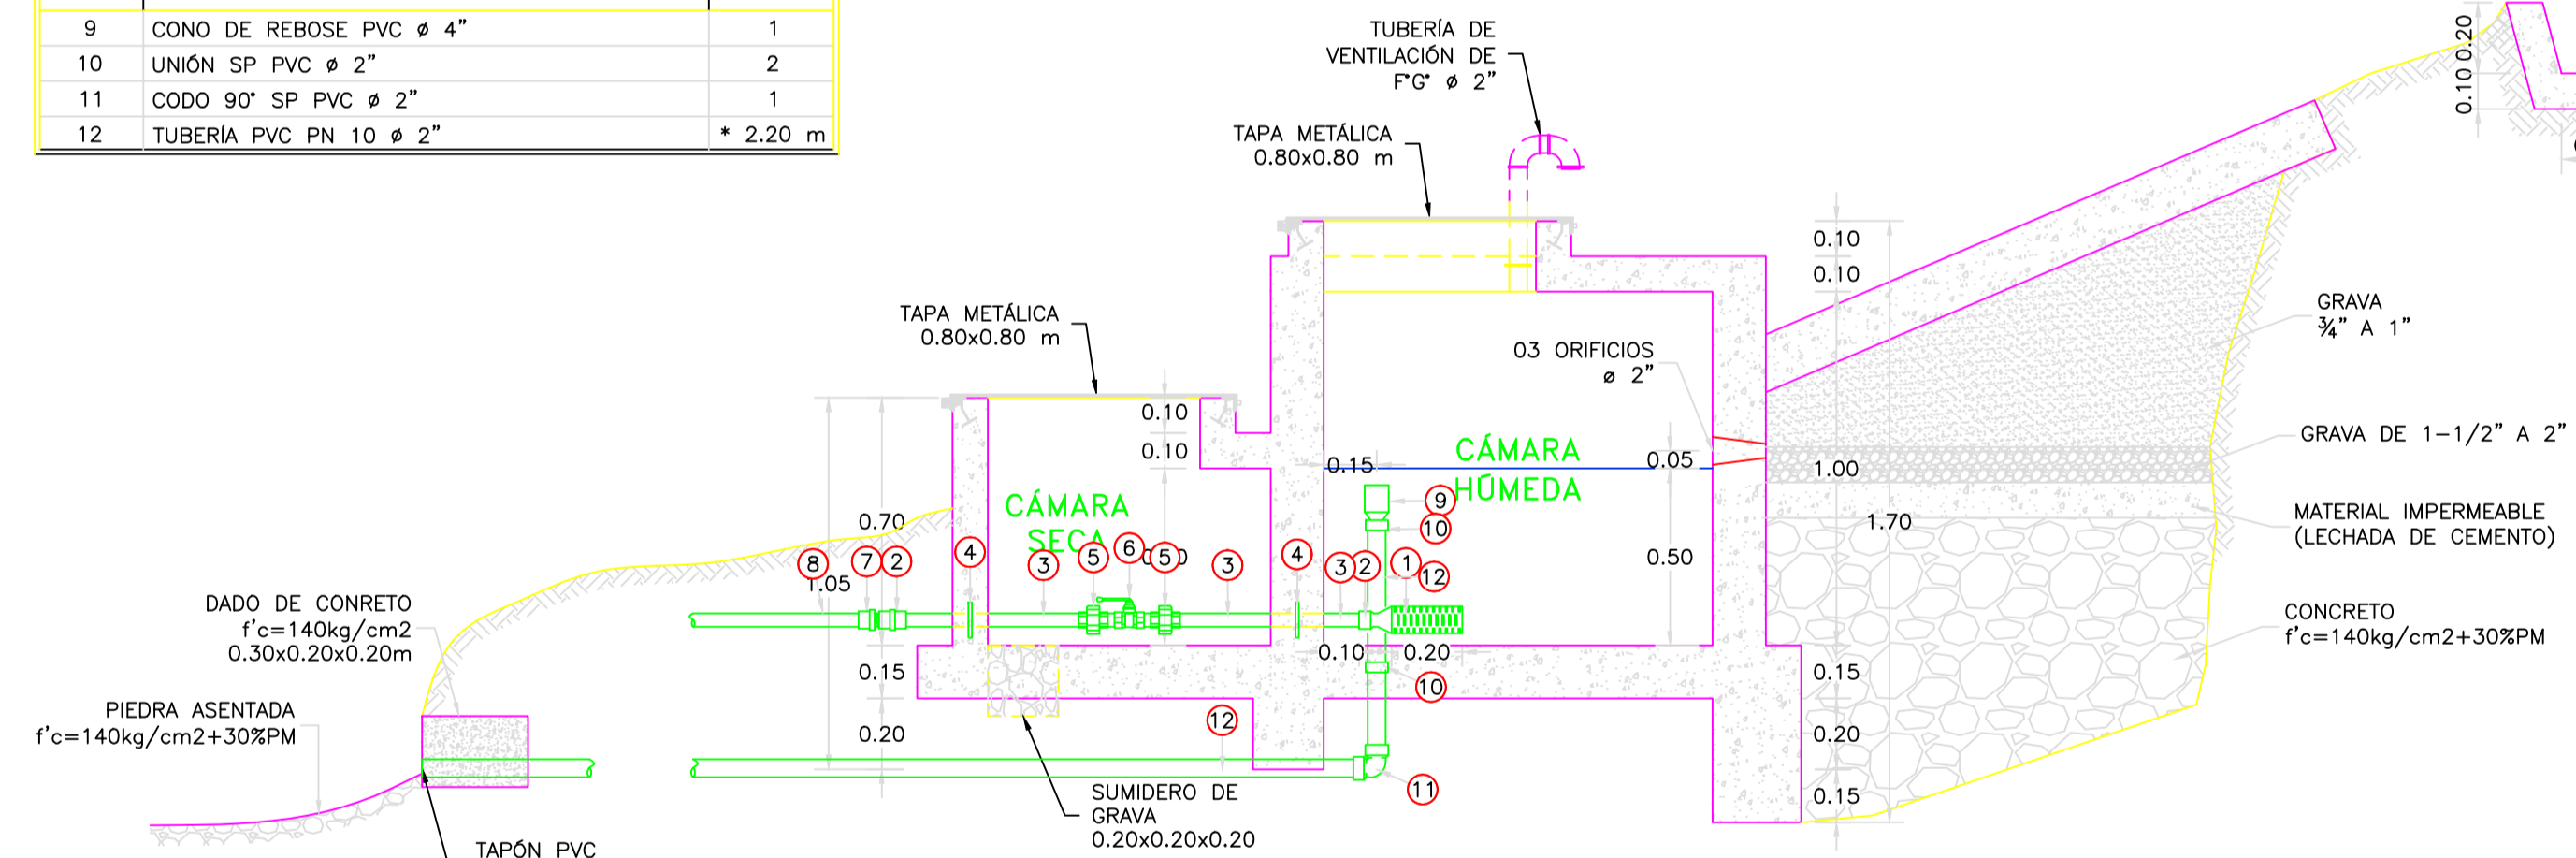 9 CONO DE REBOSE PVC ø 4" 1
10 UNIÓN SP PVC ø 2" 2
11 CODO 90° SP PVC ø 2" 1
12 TUBERÍA PVC PN 10 ø 2" * 2.20 m
TUBERÍA DE
VENTILACIÓN DE
F°G° ø 2"
TAPA METÁLICA
0.80x0.80 m
0.20
0.10
TAPA METÁLICA
0.80x0.80 m
03 ORIFICIOS
ø 2"
0.10
0.10
1.00
1.70
0.15
0.20
0.15
GRAVA
¾" A 1"
GRAVA DE 1-1/2" A 2"
MATERIAL IMPERMEABLE
(LECHADA DE CEMENTO)
CONCRETO
f'c=140kg/cm2+30%PM
0.10
0.10
CÁMARA
SECA
0.15
CÁMARA
HÚMEDA
0.05
0.50
0.70
1.05
0.15
0.20
8
7
2
4
3
5
6
5
3
4
3
2
1
12
9
10
0.10
0.20
10
12
11
DADO DE CONRETO
f'c=140kg/cm2
0.30x0.20x0.20m
PIEDRA ASENTADA
f'c=140kg/cm2+30%PM
SUMIDERO DE
GRAVA
0.20x0.20x0.20
TAPÓN PVC